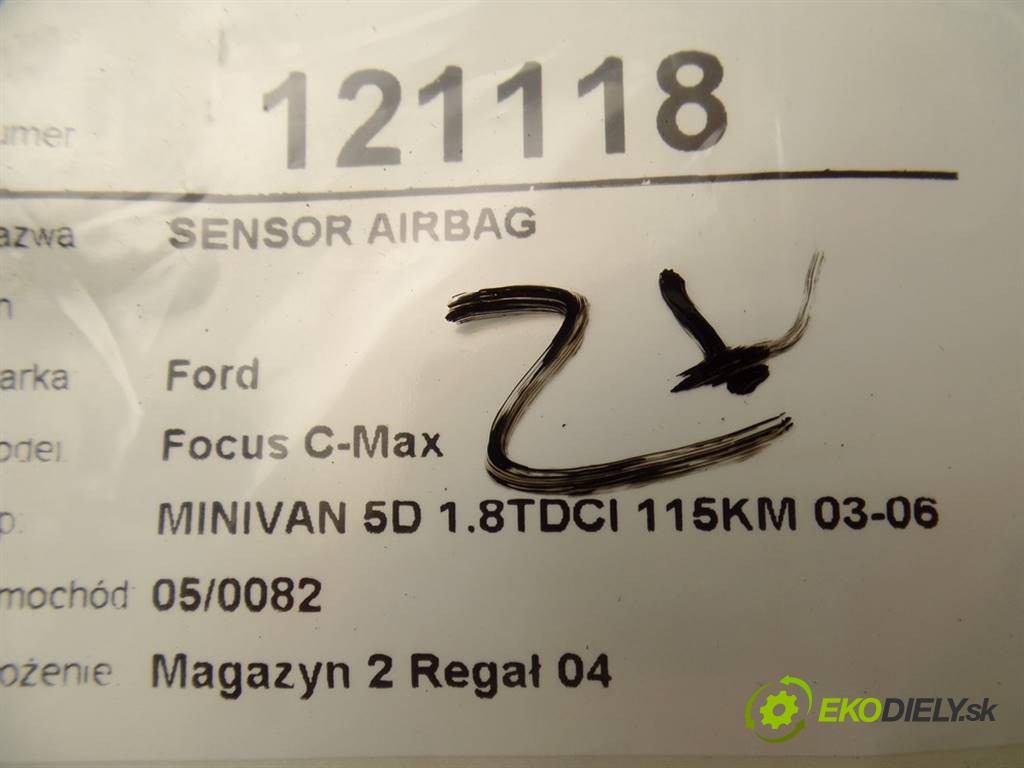 umer 121118
azwa SENSOR AIRBAG
n
arka Ford
odel Focus C-Max
p. MINIVAN 5D 1.8TDCI 115KM 03-06
mochód 05/0082
ożenie Magazyn 2 Regał 04
EKODIELY.sk